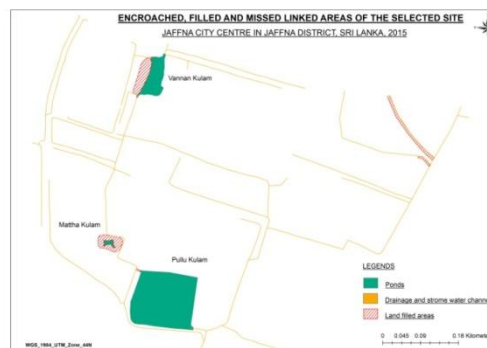 ENCROACHED, FILLED AND MISSED LINKED AREAS OF THE SELECTED SITE
JAFFNA CITY CENTRE IN JAFFNA DISTRICT, SRI LANKA, 2015
Vannan Kulam
Mattha Kulam
Pullu Kulam
LEGENDS
Ponds
Drainage and strome water channe
Land filled areas
0 0.045 0.09 0.18 Kilomete
WGS_1984_UTM_Zone_44N